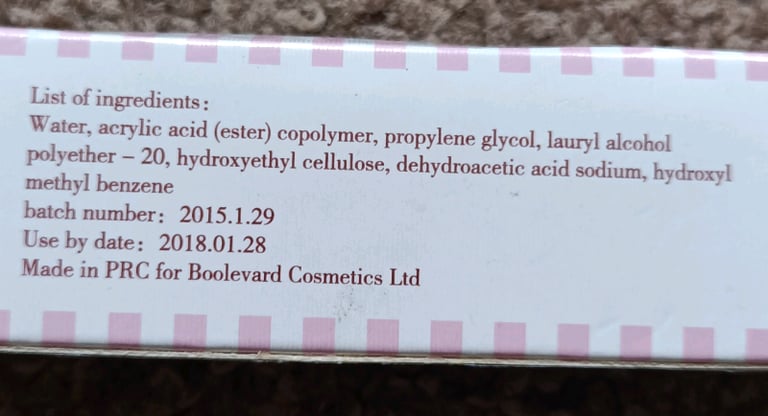 List of ingredients:
Water, acrylic acid (ester) copolymer, propylene glycol, lauryl alcohol
polyether – 20, hydroxyethyl cellulose, dehydroacetic acid sodium, hydroxyl
methyl benzene
batch number: 2015.1.29
Use by date: 2018.01.28
Made in PRC for Boolevard Cosmetics Ltd